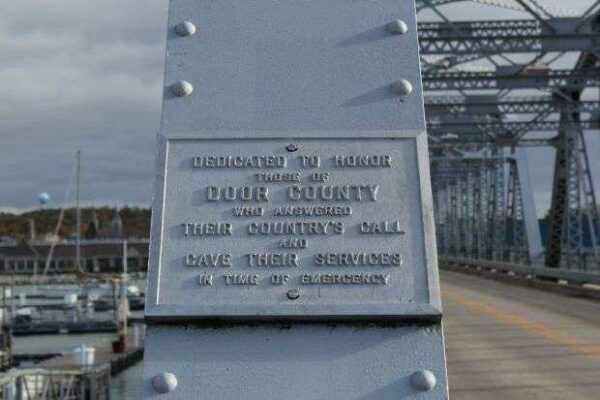 DEDICATED TO HONOR
THOSE OF
DOOR COUNTY
WHO ANSWERED
THEIR COUNTRY'S CALL
AND
GAVE THEIR SERVICES
IN TIME OF EMERGENCY